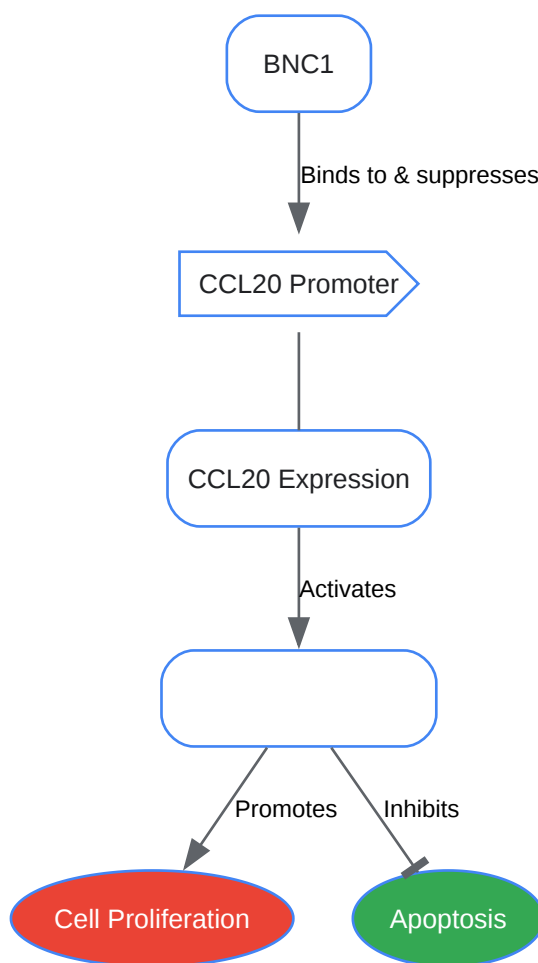 BNC1
Binds to & suppresses
CCL20 Promoter
CCL20 Expression
Activates
Promotes
Inhibits
Cell Proliferation
Apoptosis